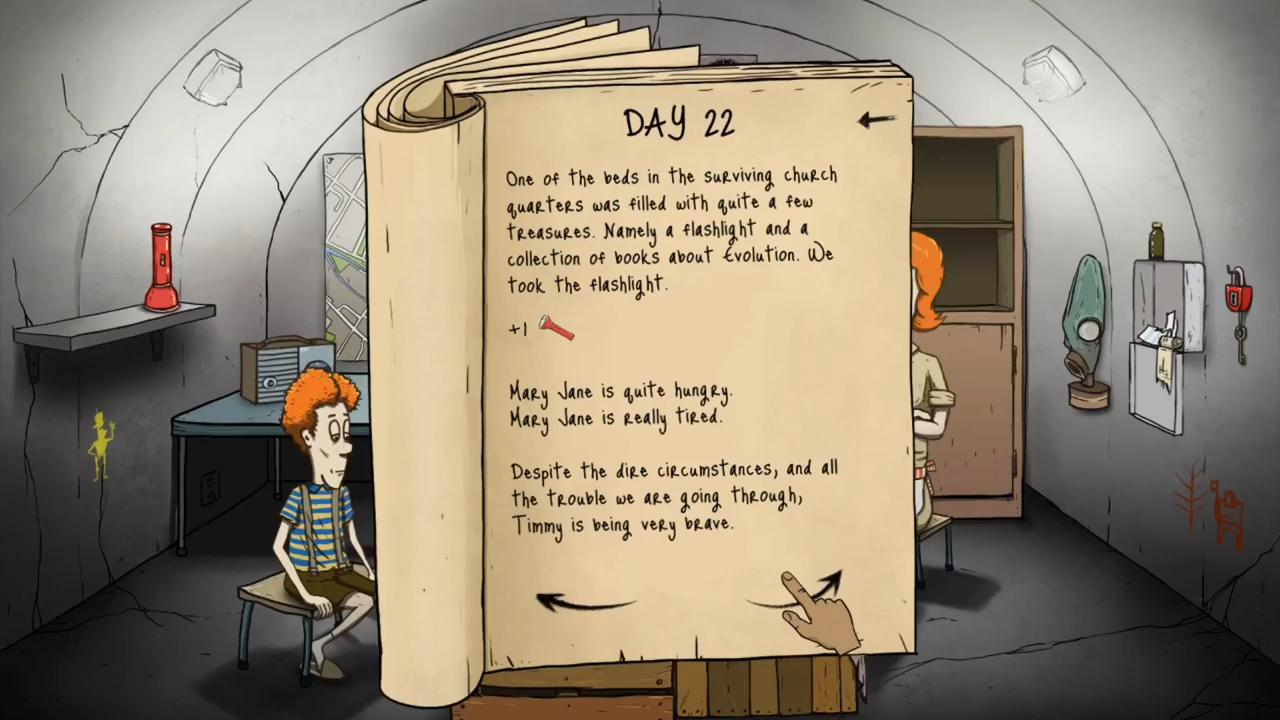 DAY 22
One of the beds in the surviving church
quarters was filled with quite a few
treasures. Namely a flashlight and a
collection of books about Evolution. We
took the flashlight.
+1
Mary Jane is quite hungry.
Mary Jane is really tired.
Despite the dire circumstances, and all
the trouble we are going through,
Timmy is being very brave.